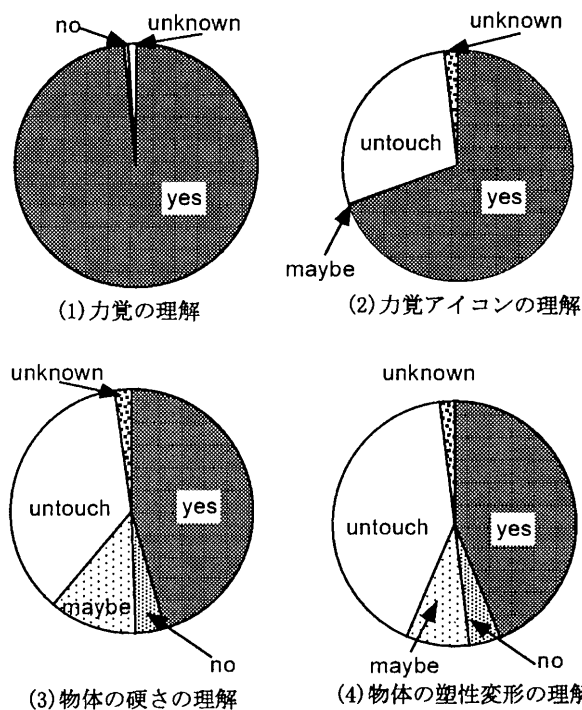 no
unknown
yes
(1)力覚の理解
unknown
untouch
yes
maybe
(2)力覚アイコンの理解
unknown
untouch
yes
maybe
no
(3)物体の硬さの理解
unknown
untouch
yes
maybe
no
(4)物体の塑性変形の理解